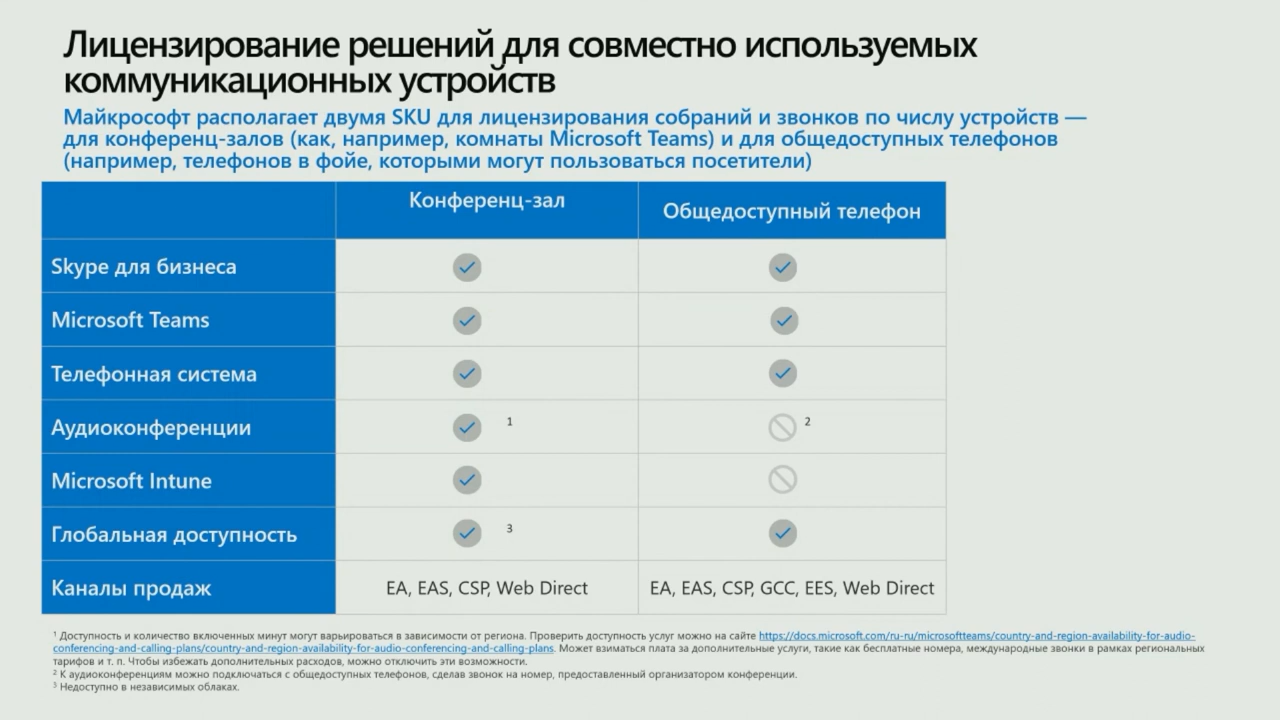 Лицензирование решений для совместно используемых
коммуникационных устройств
Майкрософт располагает двумя SKU для лицензирования собраний и звонков по числу устройств —
для конференц-залов (как, например, комнаты Microsoft Teams) и для общедоступных телефонов
(например, телефонов в фойе, которыми могут пользоваться посетители)
Конференц-зал Общедоступный телефон
Skype для бизнеса
Microsoft Teams
Телефонная система
Аудиоконференции 1 2
Microsoft Intune
Глобальная доступность 3
Каналы продаж EA, EAS, CSP, Web Direct EA, EAS, CSP, GCC, EES, Web Direct
1 Доступность и количество включенных минут могут варьироваться в зависимости от региона. Проверить доступность услуг можно на сайте https://docs.microsoft.com/ru-ru/microsoftteams/country-and-region-availability-for-audio-
conferencing-and-calling-plans/country-and-region-availability-for-audio-conferencing-and-calling-plans. Может взиматься плата за дополнительные услуги, такие как бесплатные номера, международные звонки в рамках региональных
тарифов и т. п. Чтобы избежать дополнительных расходов, можно отключить эти возможности.
2 К аудиоконференциям можно подключаться с общедоступных телефонов, сделав звонок на номер, предоставленный организатором конференции.
3 Недоступно в независимых облаках.